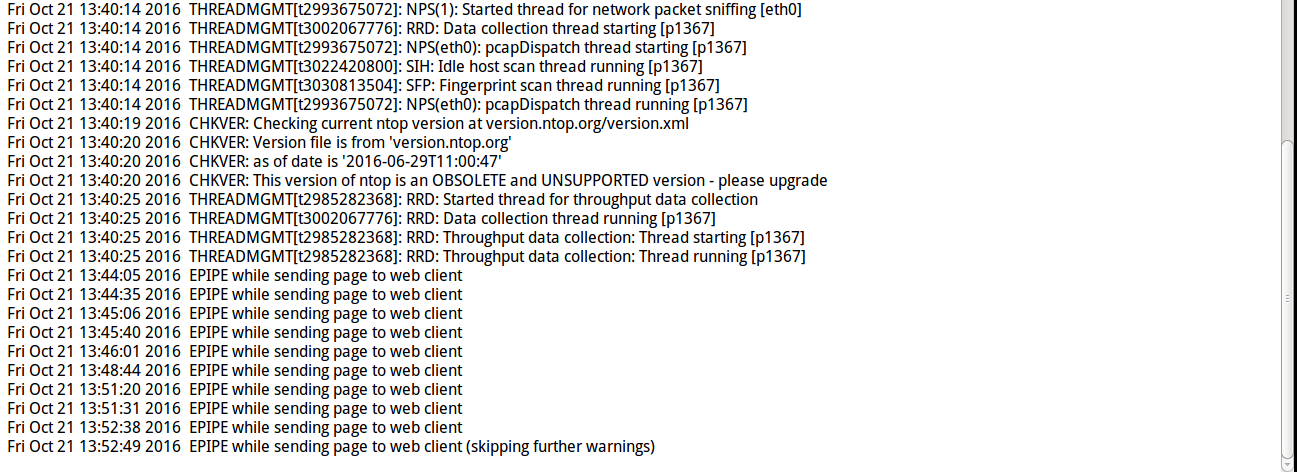 Fri Oct 21 13:40:14 2016 THREADMGMT[t2993675072]: NPS(1): Started thread for network packet sniffing [eth0]
Fri Oct 21 13:40:14 2016 THREADMGMT[t3002067776]: RRD: Data collection thread starting [p1367]
Fri Oct 21 13:40:14 2016 THREADMGMT[t2993675072]: NPS(eth0): pcapDispatch thread starting [p1367]
Fri Oct 21 13:40:14 2016 THREADMGMT[t3022420800]: SIH: Idle host scan thread running [p1367]
Fri Oct 21 13:40:14 2016 THREADMGMT[t3030813504]: SFP: Fingerprint scan thread running [p1367]
Fri Oct 21 13:40:14 2016 THREADMGMT[t2993675072]: NPS(eth0): pcapDispatch thread running [p1367]
Fri Oct 21 13:40:19 2016 CHKVER: Checking current ntop version at version.ntop.org/version.xml
Fri Oct 21 13:40:20 2016 CHKVER: Version file is from 'version.ntop.org'
Fri Oct 21 13:40:20 2016 CHKVER: as of date is '2016-06-29T11:00:47'
Fri Oct 21 13:40:20 2016 CHKVER: This version of ntop is an OBSOLETE and UNSUPPORTED version - please upgrade
Fri Oct 21 13:40:25 2016 THREADMGMT[t2985282368]: RRD: Started thread for throughput data collection
Fri Oct 21 13:40:25 2016 THREADMGMT[t3002067776]: RRD: Data collection thread running [p1367]
Fri Oct 21 13:40:25 2016 THREADMGMT[t2985282368]: RRD: Throughput data collection: Thread starting [p1367]
Fri Oct 21 13:40:25 2016 THREADMGMT[t2985282368]: RRD: Throughput data collection: Thread running [p1367]
Fri Oct 21 13:44:05 2016 EPIPE while sending page to web client
Fri Oct 21 13:44:35 2016 EPIPE while sending page to web client
Fri Oct 21 13:45:06 2016 EPIPE while sending page to web client
Fri Oct 21 13:45:40 2016 EPIPE while sending page to web client
Fri Oct 21 13:46:01 2016 EPIPE while sending page to web client
Fri Oct 21 13:48:44 2016 EPIPE while sending page to web client
Fri Oct 21 13:51:20 2016 EPIPE while sending page to web client
Fri Oct 21 13:51:31 2016 EPIPE while sending page to web client
Fri Oct 21 13:52:38 2016 EPIPE while sending page to web client
Fri Oct 21 13:52:49 2016 EPIPE while sending page to web client (skipping further warnings)